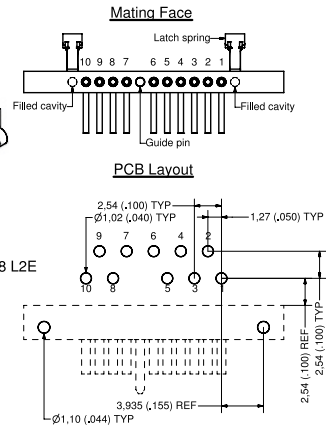 Mating Face
Latch spring
10 9 8 7 6 5 4 3 2 1
Filled cavity
Filled cavity
Guide pin
PCB Layout
2,54 (.100) TYP
Ø1,02 (.040) TYP
1,27 (.050) TYP
9 7 6 4 2
8 L2E
10 8 5 3 1
2,54 (.100) REF
2,54 (.100) TYP
3,935 (.155) REF
Ø1,10 (.044) TYP